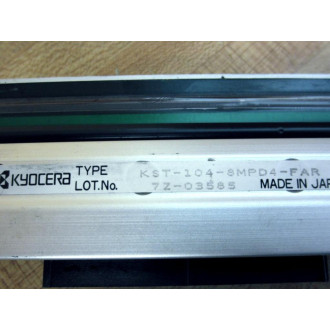 KYOCERA TYPE KST-104-8MPD4-FAR
LOT.No. 7Z-03585 MADE IN JAP